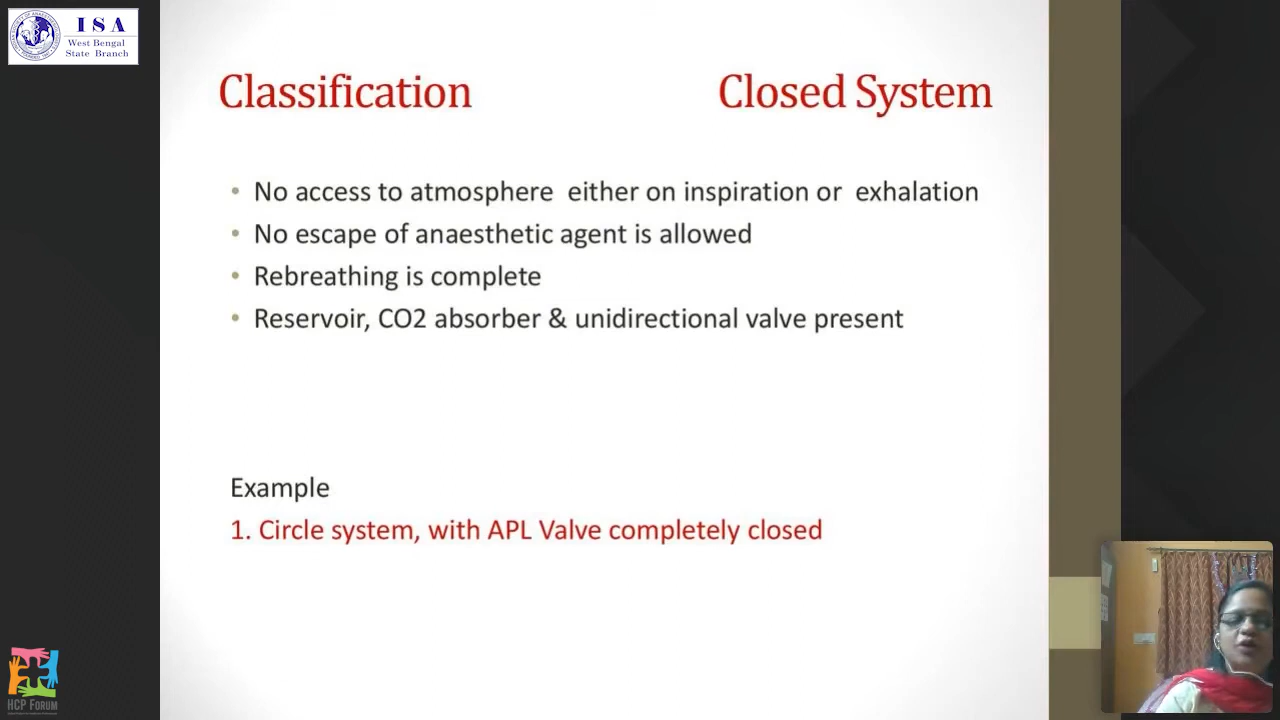 I S A
West Bengal
State Branch
Classification
Closed System
• No access to atmosphere  either on inspiration or  exhalation
• No escape of anaesthetic agent is allowed
• Rebreathing is complete
• Reservoir, CO2 absorber & unidirectional valve present
Example
1. Circle system, with APL Valve completely closed
HCP FORUM